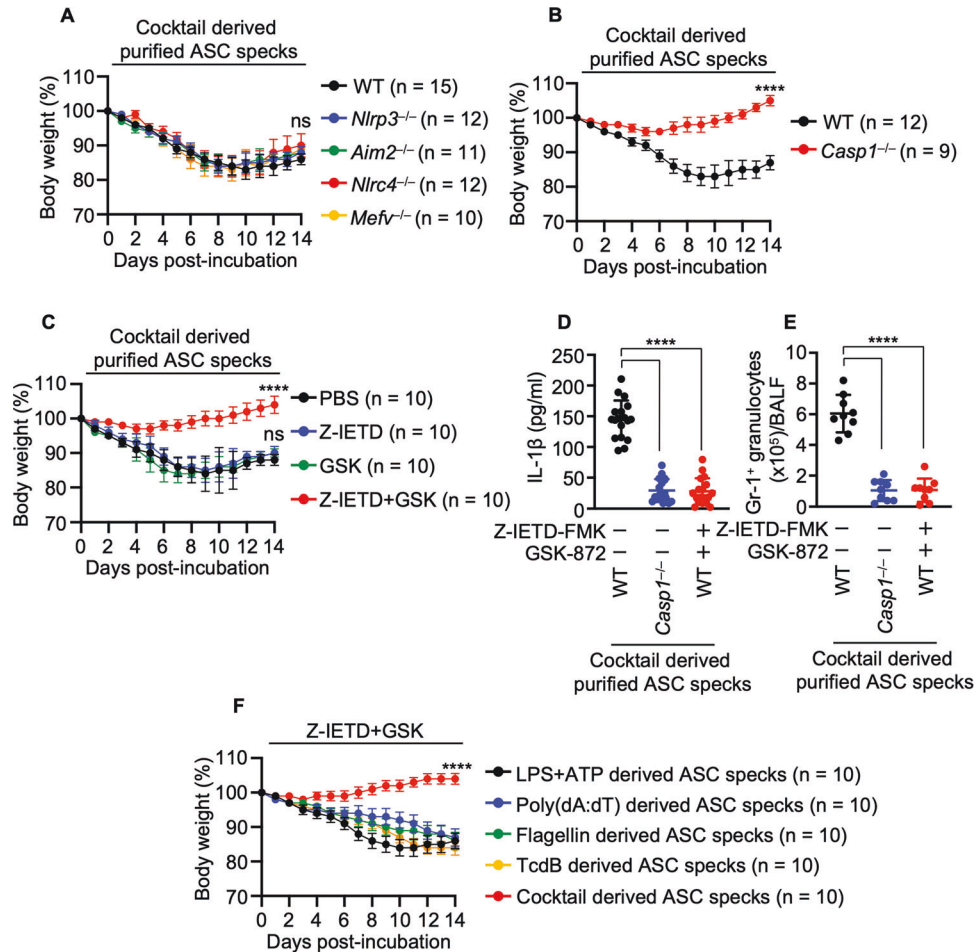 A
Cocktail derived
purified ASC specks
Body weight (%)
110
100
90
80
70
0 2 4 6 8 10 12 14
Days post-incubation
ns
WT (n = 15)
Nlrp3–/– (n = 12)
Aim2–/– (n = 11)
Nlrc4–/– (n = 12)
Mefv–/– (n = 10)
B
Cocktail derived
purified ASC specks
Body weight (%)
110
100
90
80
70
0 2 4 6 8 10 12 14
Days post-incubation
****
WT (n = 12)
Casp1–/– (n = 9)
C
Cocktail derived
purified ASC specks
Body weight (%)
110
100
90
80
70
0 2 4 6 8 10 12 14
Days post-incubation
****
ns
PBS (n = 10)
Z-IETD (n = 10)
GSK (n = 10)
Z-IETD+GSK (n = 10)
D
****
IL-1β (pg/ml)
250
200
150
100
50
0
Z-IETD-FMK – – +
GSK-872 – – +
WT
Casp1–/–
WT
Cocktail derived
purified ASC specks
E
****
Gr-1+ granulocytes
(x10⁵)/BALF
8
6
4
2
0
Z-IETD-FMK – – +
GSK-872 – – +
WT
Casp1–/–
WT
Cocktail derived
purified ASC specks
F
Z-IETD+GSK
Body weight (%)
110
100
90
80
70
0 2 4 6 8 10 12 14
Days post-incubation
****
LPS+ATP derived ASC specks (n = 10)
Poly(dA:dT) derived ASC specks (n = 10)
Flagellin derived ASC specks (n = 10)
TcdB derived ASC specks (n = 10)
Cocktail derived ASC specks (n = 10)